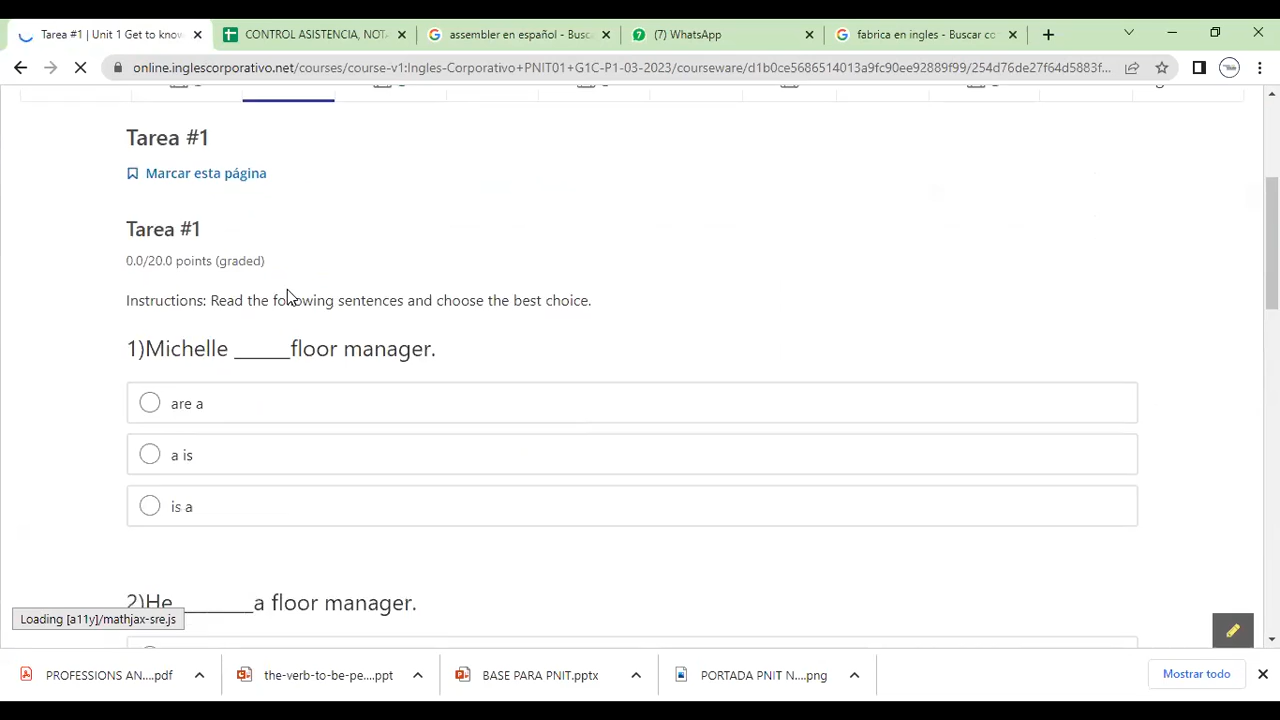 Tarea #1 | Unit 1 Get to know
CONTROL ASISTENCIA, NOT
assembler en español - Busc
(7) WhatsApp
fabrica en ingles - Buscar co
online.inglescorporativo.net/courses/course-v1:Ingles-Corporativo+PNIT01+G1C-P1-03-2023/courseware/d1b0ce5686514013a9fc90ee92889f99/254d76de27f64d5883f...
Tarea #1
Marcar esta página
Tarea #1
0.0/20.0 points (graded)
Instructions: Read the following sentences and choose the best choice.
1)Michelle ______floor manager.
are a
a is
is a
2)He _______a floor manager.
Loading [a11y]/mathjax-sre.js
PROFESSIONS AN....pdf
the-verb-to-be-pe....ppt
BASE PARA PNIT.pptx
PORTADA PNIT N....png
Mostrar todo